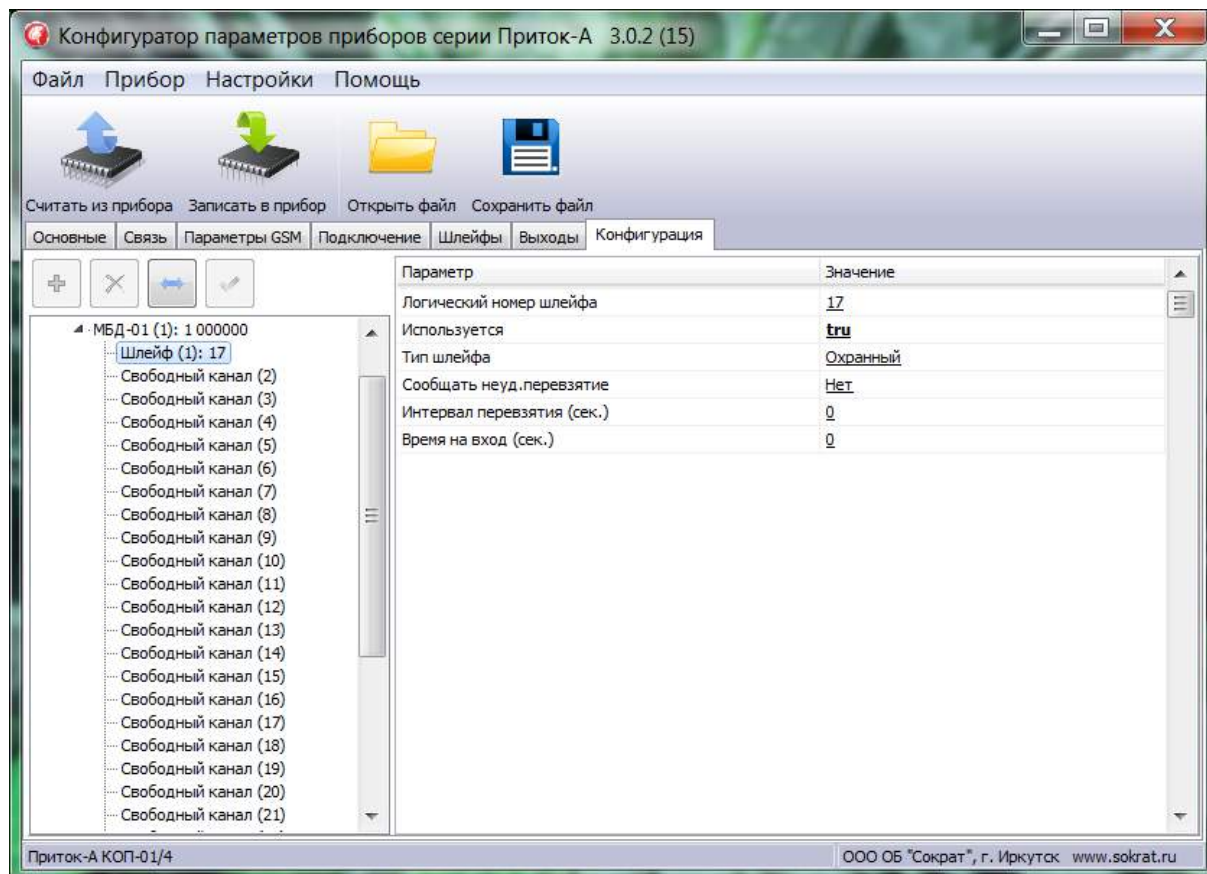 Конфигуратор параметров приборов серии Приток-А 3.0.2 (15)
Файл Прибор Настройки Помощь
Считать из прибора Записать в прибор Открыть файл Сохранить файл
Основные Связь Параметры GSM Подключение Шлейфы Выходы Конфигурация
Параметр Значение
Логический номер шлейфа 17
Используется tru
Тип шлейфа Охранный
Сообщать неуд.перевзятие Нет
Интервал перевзятия (сек.) 0
Время на вход (сек.) 0
МБД-01 (1): 1 000000
Шлейф (1): 17
Свободный канал (2)
Свободный канал (3)
Свободный канал (4)
Свободный канал (5)
Свободный канал (6)
Свободный канал (7)
Свободный канал (8)
Свободный канал (9)
Свободный канал (10)
Свободный канал (11)
Свободный канал (12)
Свободный канал (13)
Свободный канал (14)
Свободный канал (15)
Свободный канал (16)
Свободный канал (17)
Свободный канал (18)
Свободный канал (19)
Свободный канал (20)
Свободный канал (21)
Приток-А КОП-01/4 ООО ОБ "Сократ", г. Иркутск www.sokrat.ru